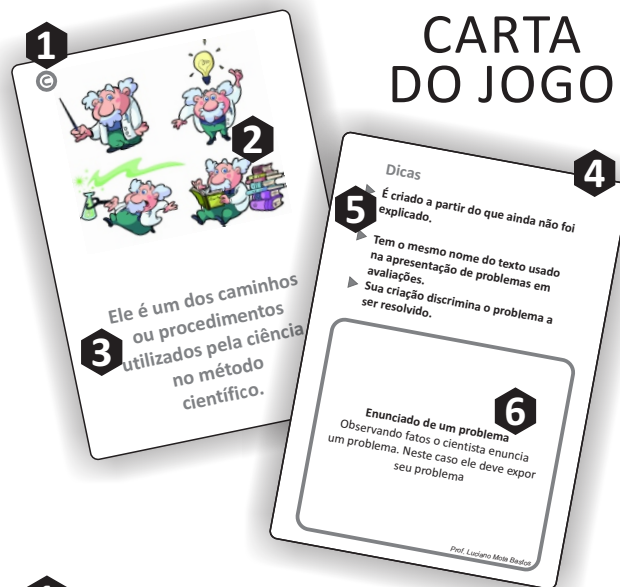 CARTA
DO JOGO
1
©
2
Ele é um dos caminhos
ou procedimentos
3
utilizados pela ciência
no método
científico.
4
Dicas
5
É criado a partir do que ainda não foi
explicado.
Tem o mesmo nome do texto usado
na apresentação de problemas em
avaliações.
Sua criação discrimina o problema a
ser resolvido.
6
Enunciado de um problema
Observando fatos o cientista enuncia
um problema. Neste caso ele deve expor
seu problema
Prof. Luciano Mota Bastos